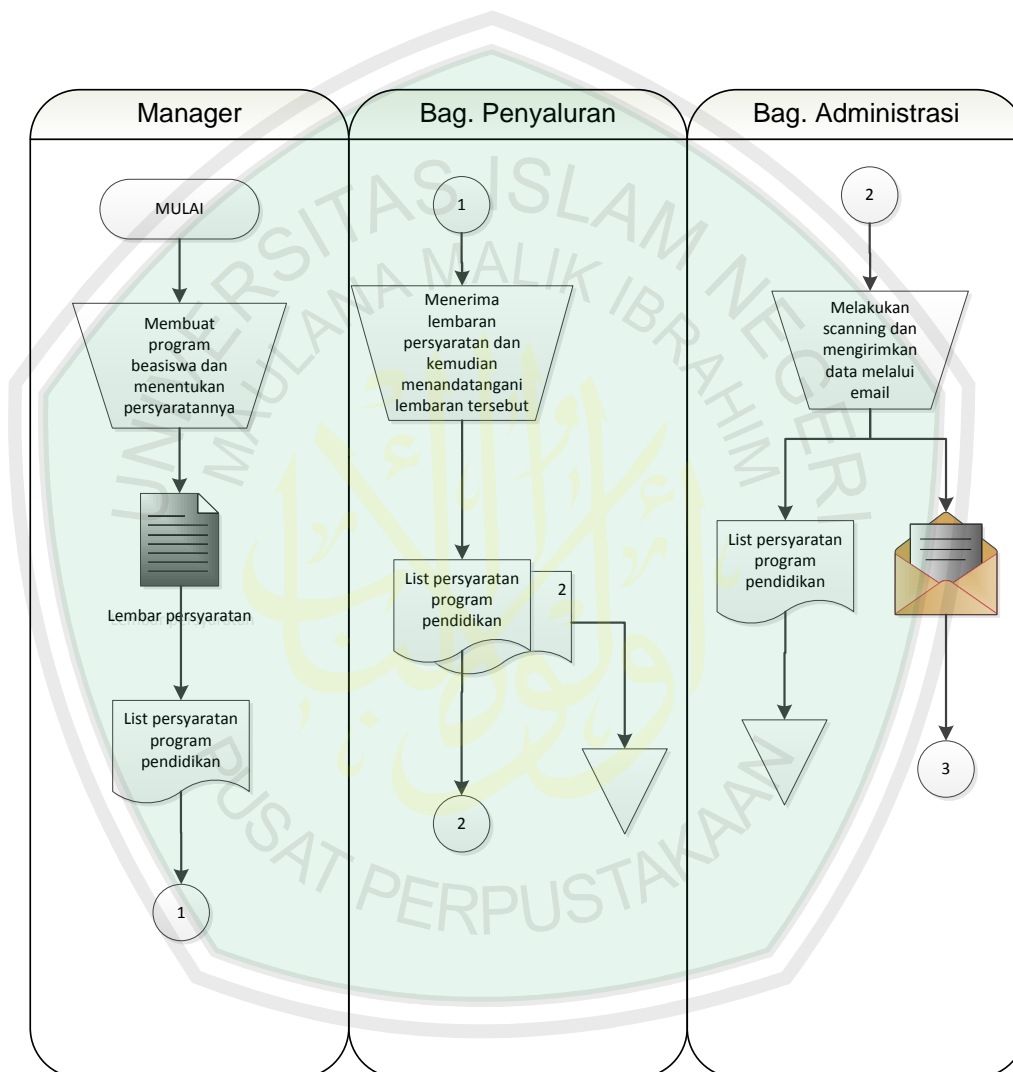 Manager
MULAI
Membuat
program
beasiswa dan
menentukan
persyaratannya
Lembar persyaratan
List persyaratan
program
pendidikan
1
Bag. Penyaluran
1
Menerima
lembaran
persyaratan dan
kemudian
menandatangani
lembaran tersebut
List persyaratan
program
pendidikan
2
2
Bag. Administrasi
2
Melakukan
scanning dan
mengirimkan
data melalui
email
List persyaratan
program
pendidikan
3
UNIVERSITAS ISLAM NEGERI
MAULANA MALIK IBRAHIM
PUSAT PERPUSTAKAAN